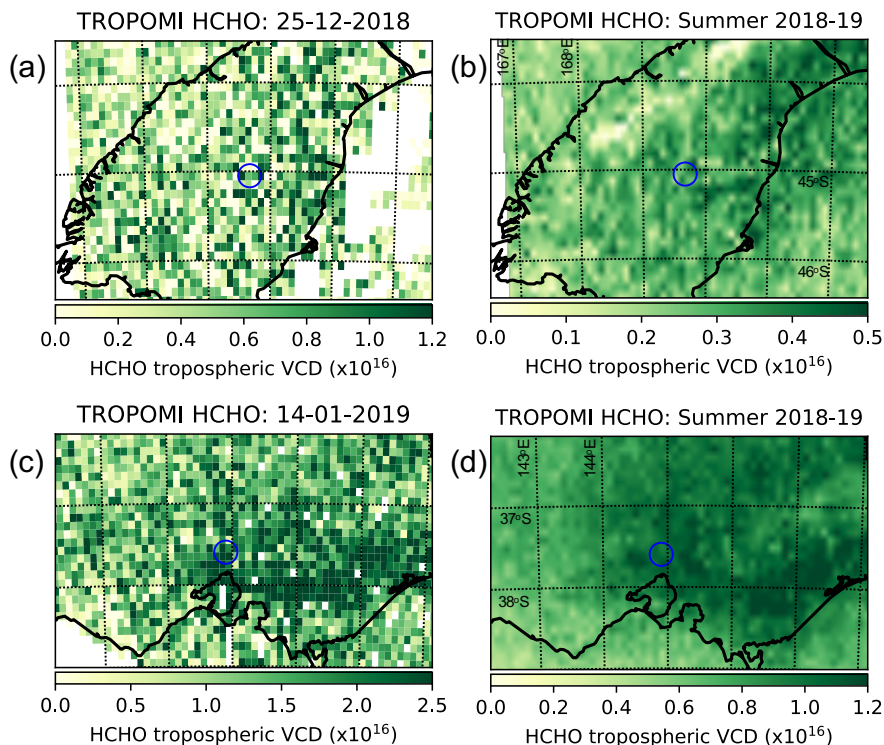 TROPOMI HCHO: 25-12-2018
TROPOMI HCHO: Summer 2018-19
(a)
(b)
167°E
168°E
45°S
46°S
0.0 0.2 0.4 0.6 0.8 1.0 1.2
0.0 0.1 0.2 0.3 0.4 0.5
HCHO tropospheric VCD (x10¹⁶)
HCHO tropospheric VCD (x10¹⁶)
TROPOMI HCHO: 14-01-2019
TROPOMI HCHO: Summer 2018-19
(c)
(d)
143°E
144°E
37°S
38°S
0.0 0.5 1.0 1.5 2.0 2.5
0.0 0.2 0.4 0.6 0.8 1.0 1.2
HCHO tropospheric VCD (x10¹⁶)
HCHO tropospheric VCD (x10¹⁶)